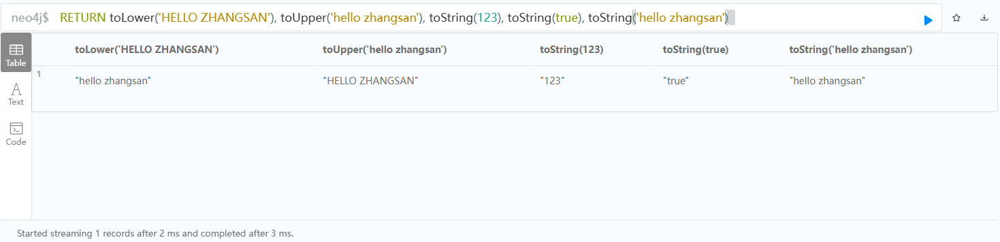 neo4j$ RETURN toLower('HELLO ZHANGSAN'), toUpper('hello zhangsan'), toString(123), toString(true), toString('hello zhangsan')
toLower('HELLO ZHANGSAN') toUpper('hello zhangsan') toString(123) toString(true) toString('hello zhangsan')
Table
1 "hello zhangsan" "HELLO ZHANGSAN" "123" "true" "hello zhangsan"
A
Text
Code
Started streaming 1 records after 2 ms and completed after 3 ms.